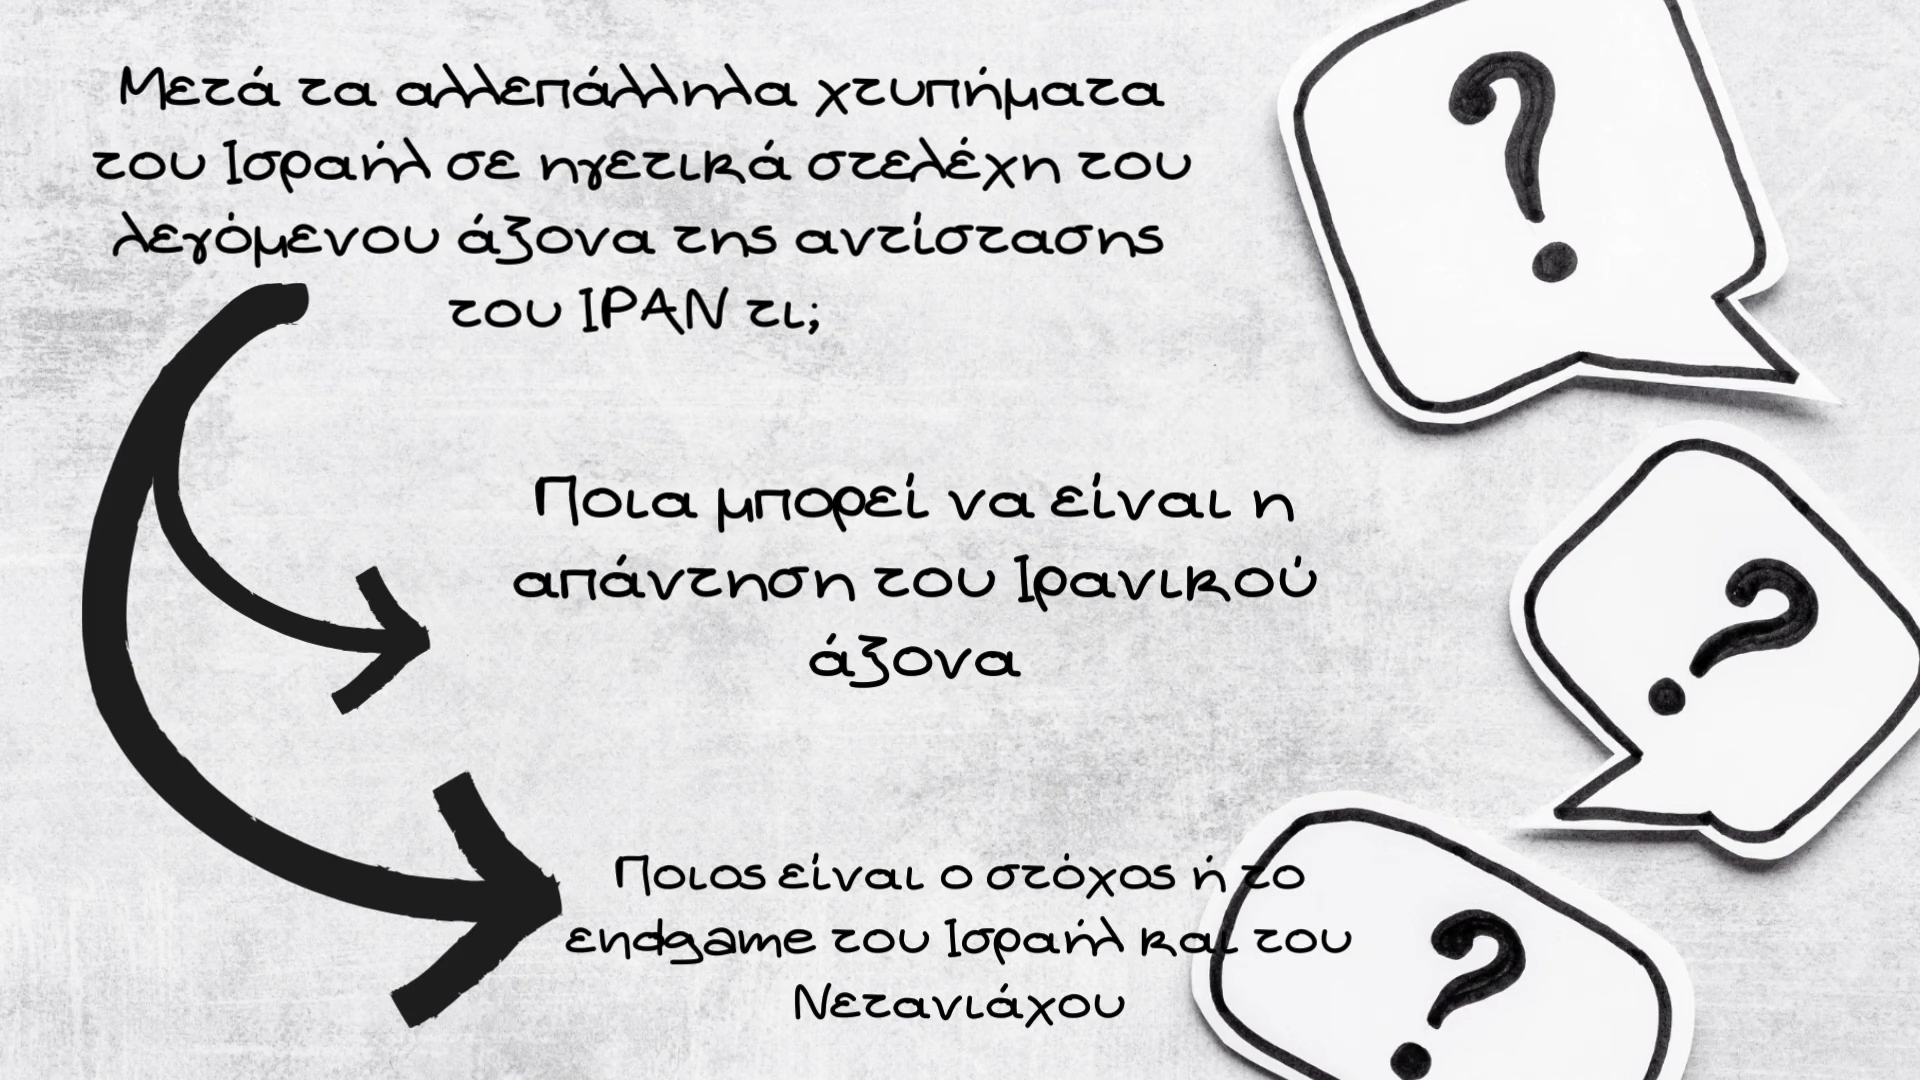 Μετά τα αλλεπάλληλα χτυπήματα
του Ισραήλ σε ηγετικά στελέχη του
λεγόμενου άξονα της αντίστασης
του ΙΡΑΝ τι;
Ποια μπορεί να είναι η
απάντηση του Ιρανικού
άξονα
Ποιος είναι ο στόχος ή το
endgame του Ισραήλ και του
Νετανιάχου
?
?
?